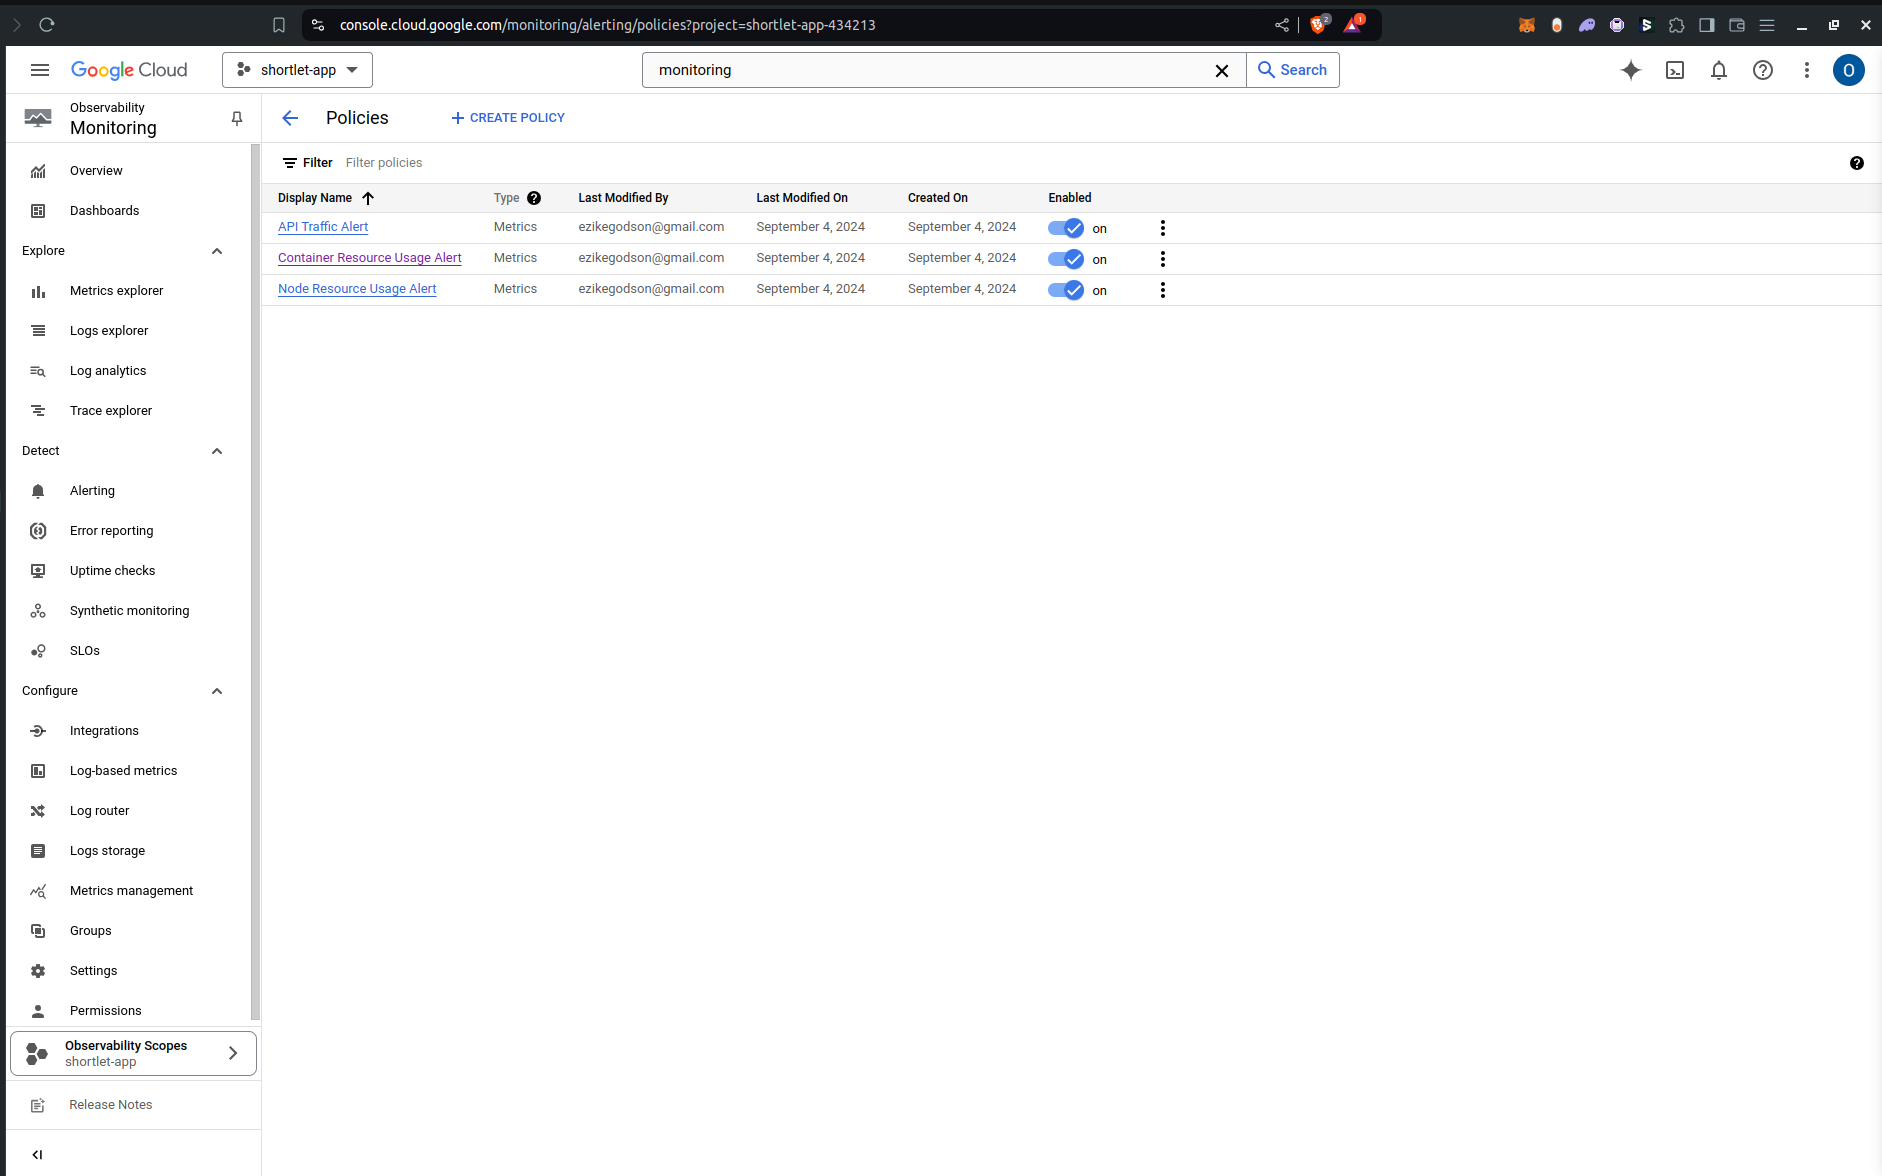 console.cloud.google.com/monitoring/alerting/policies?project=shortlet-app-434213
2
1
Google Cloud
shortlet-app
monitoring
Search
O
Observability
Monitoring
Policies
CREATE POLICY
Filter Filter policies
Display Name Type Last Modified By Last Modified On Created On Enabled
API Traffic Alert Metrics ezikegodson@gmail.com September 4, 2024 September 4, 2024 on
Container Resource Usage Alert Metrics ezikegodson@gmail.com September 4, 2024 September 4, 2024 on
Node Resource Usage Alert Metrics ezikegodson@gmail.com September 4, 2024 September 4, 2024 on
Overview
Dashboards
Explore
Metrics explorer
Logs explorer
Log analytics
Trace explorer
Detect
Alerting
Error reporting
Uptime checks
Synthetic monitoring
SLOs
Configure
Integrations
Log-based metrics
Log router
Logs storage
Metrics management
Groups
Settings
Permissions
Observability Scopes
shortlet-app
Release Notes